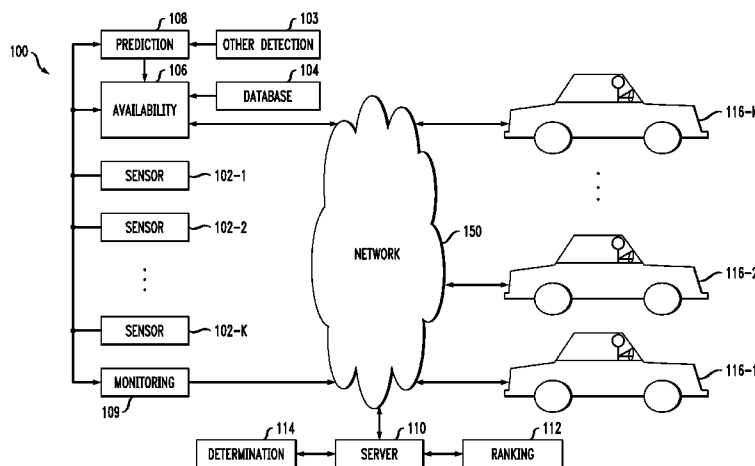 108
103
100
PREDICTION
OTHER DETECTION
106
104
AVAILABILITY
DATABASE
116-K
SENSOR
102-1
SENSOR
102-2
NETWORK
150
116-2
SENSOR
102-K
MONITORING
109
116-1
114
110
112
DETERMINATION
SERVER
RANKING